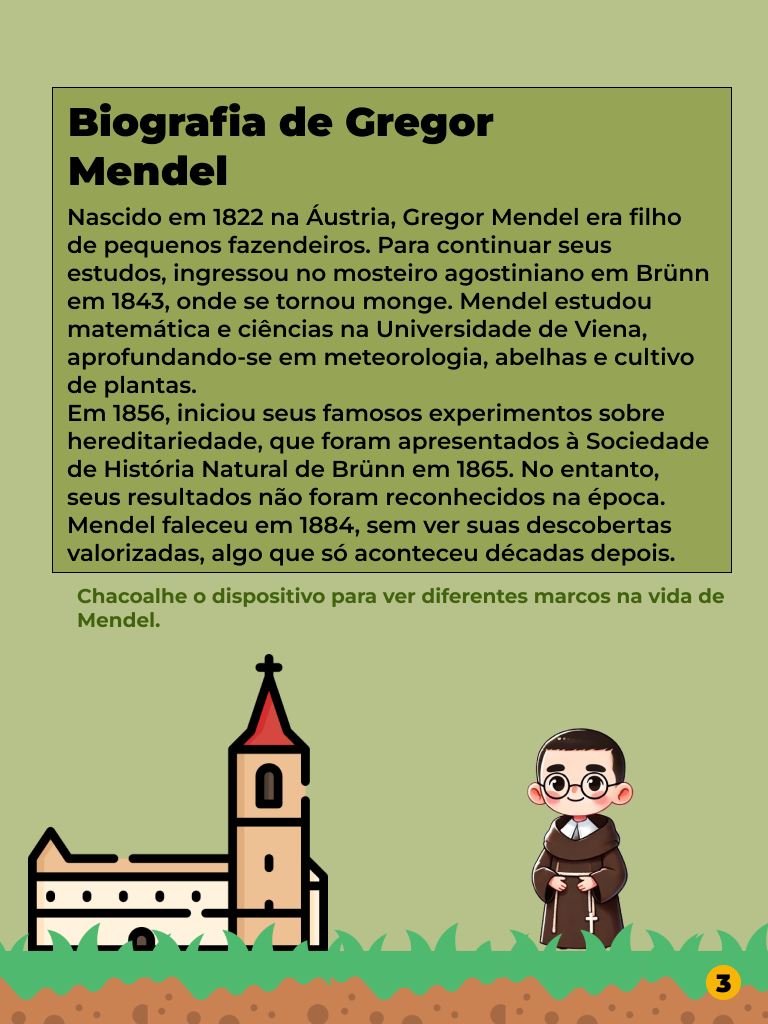 Biografia de Gregor
Mendel
Nascido em 1822 na Áustria, Gregor Mendel era filho
de pequenos fazendeiros. Para continuar seus
estudos, ingressou no mosteiro agostiniano em Brünn
em 1843, onde se tornou monge. Mendel estudou
matemática e ciências na Universidade de Viena,
aprofundando-se em meteorologia, abelhas e cultivo
de plantas.
Em 1856, iniciou seus famosos experimentos sobre
hereditariedade, que foram apresentados à Sociedade
de História Natural de Brünn em 1865. No entanto,
seus resultados não foram reconhecidos na época.
Mendel faleceu em 1884, sem ver suas descobertas
valorizadas, algo que só aconteceu décadas depois.
Chacoalhe o dispositivo para ver diferentes marcos na vida de
Mendel.
3